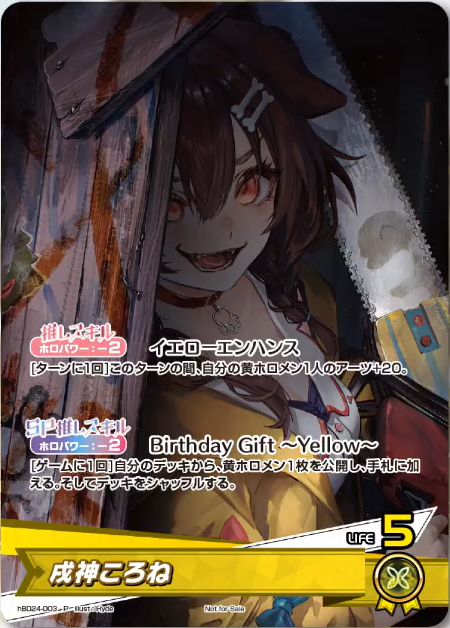 推しスキル
ホロパワー:-2
イエローエンハンス
[ターンに1回]このターンの間、自分の黄ホロメン1人のアーツ+20。
SP推しスキル
ホロパワー:-2
Birthday Gift ～Yellow～
[ゲームに1回]自分のデッキから、黄ホロメン1枚を公開し、手札に加
える。そしてデッキをシャッフルする。
LIFE 5
戌神ころね
hBD24-003 P Illust: Hyde Not for Sale